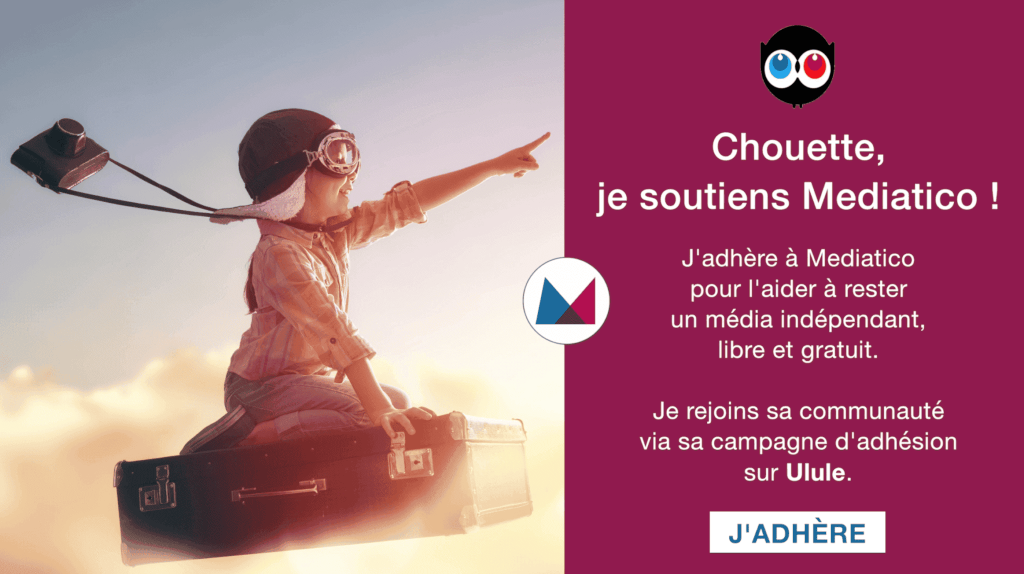 Chouette,
je soutiens Mediatico !
J'adhère à Mediatico
pour l'aider à rester
un média indépendant,
libre et gratuit.
Je rejoins sa communauté
via sa campagne d'adhésion
sur Ulule.
J'ADHÈRE